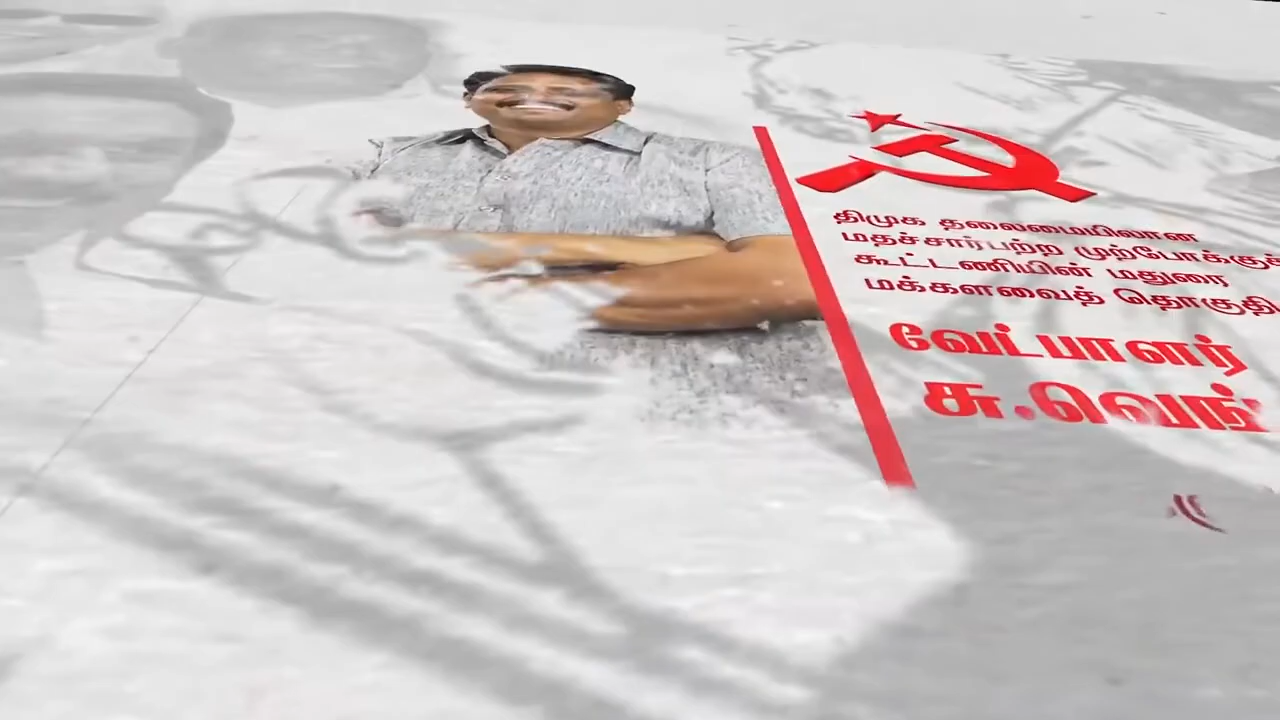 திமுக தலைமையிலான
மதச்சார்பற்ற முற்போக்குக்
கூட்டணியின் மதுரை
மக்களவைத் தொகுதி
வேட்பாளர்
சு.வெங்